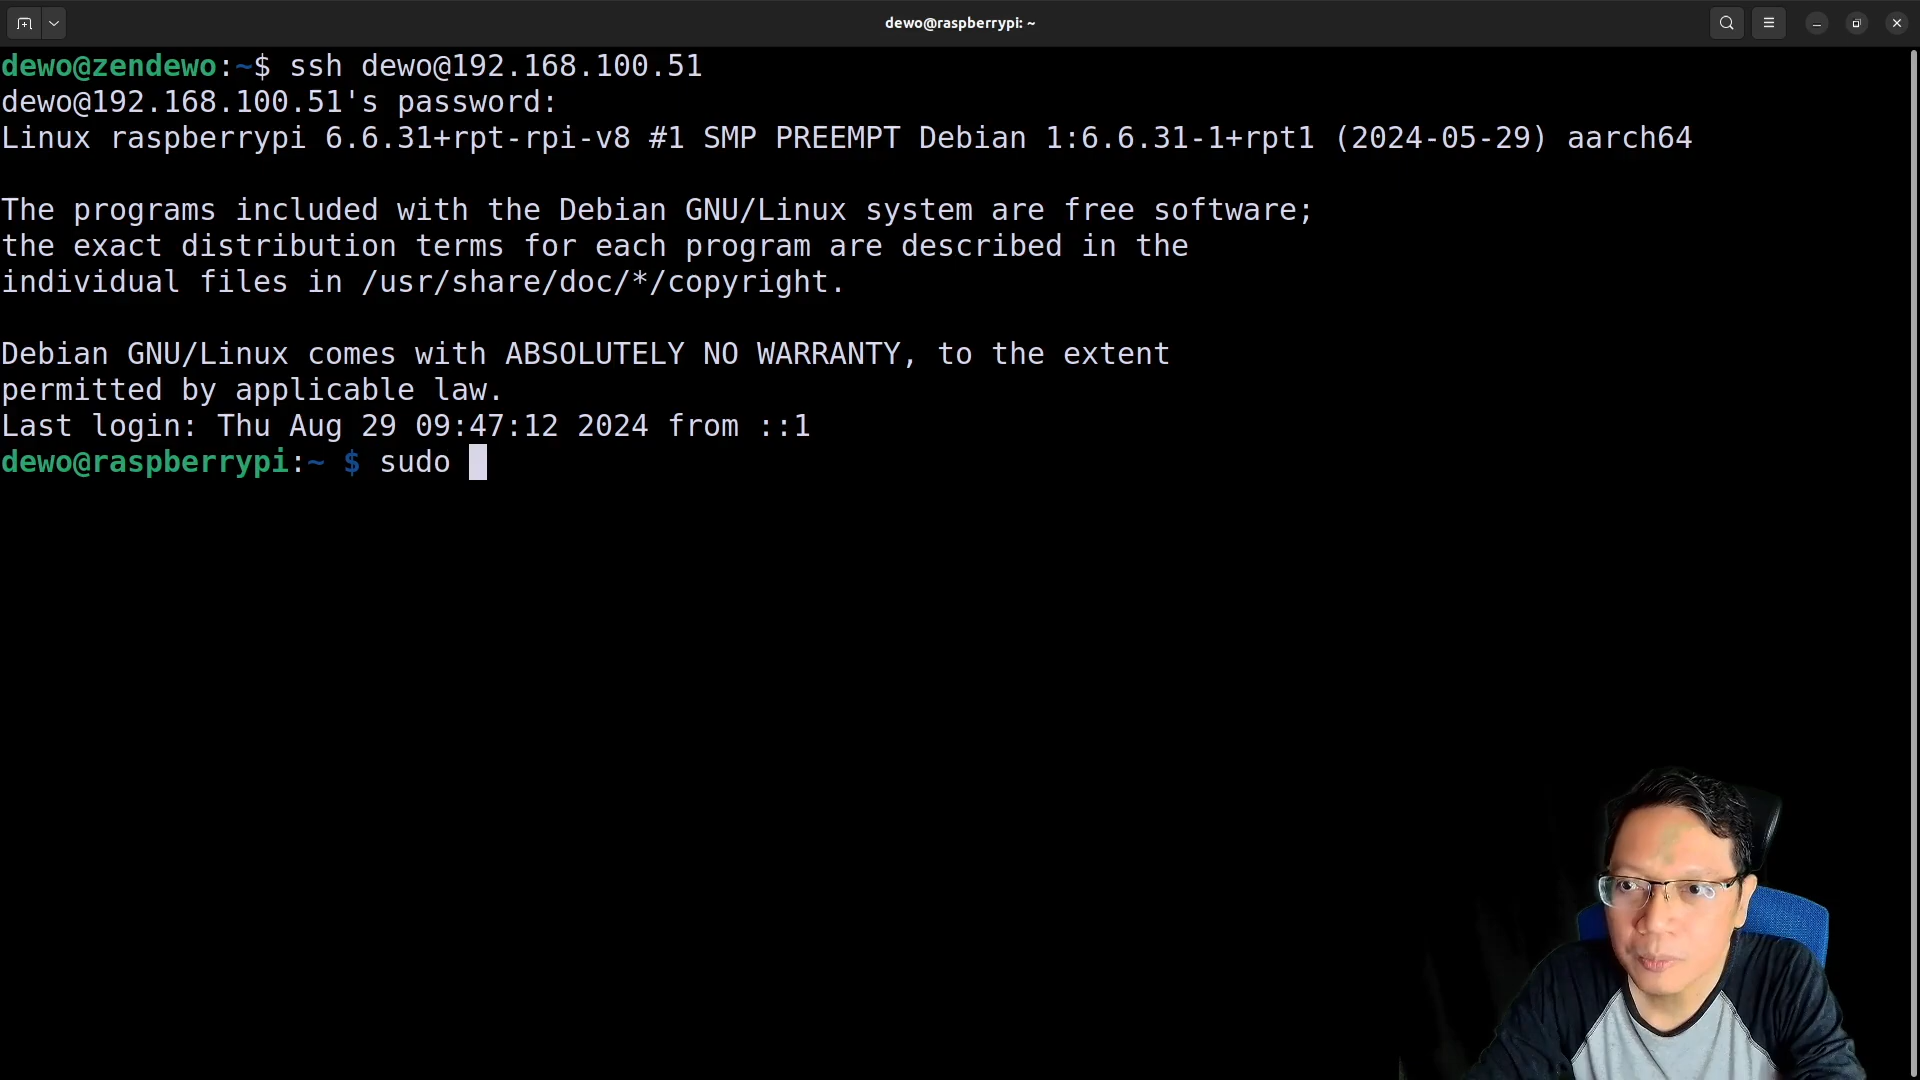 dewo@raspberrypi: ~
dewo@zendewo:~$ ssh dewo@192.168.100.51
dewo@192.168.100.51's password:
Linux raspberrypi 6.6.31+rpt-rpi-v8 #1 SMP PREEMPT Debian 1:6.6.31-1+rpt1 (2024-05-29) aarch64
The programs included with the Debian GNU/Linux system are free software;
the exact distribution terms for each program are described in the
individual files in /usr/share/doc/*/copyright.
Debian GNU/Linux comes with ABSOLUTELY NO WARRANTY, to the extent
permitted by applicable law.
Last login: Thu Aug 29 09:47:12 2024 from ::1
dewo@raspberrypi:~ $ sudo